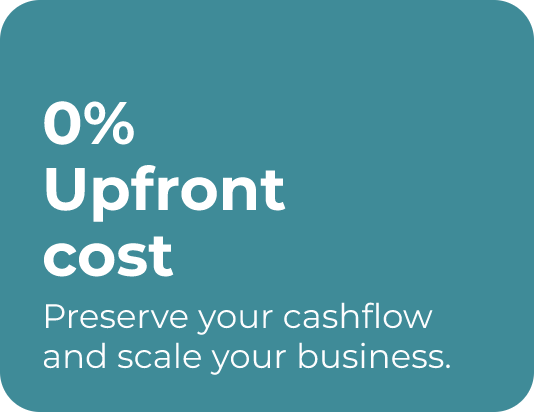 0%
Upfront
cost
Preserve your cashflow
and scale your business.